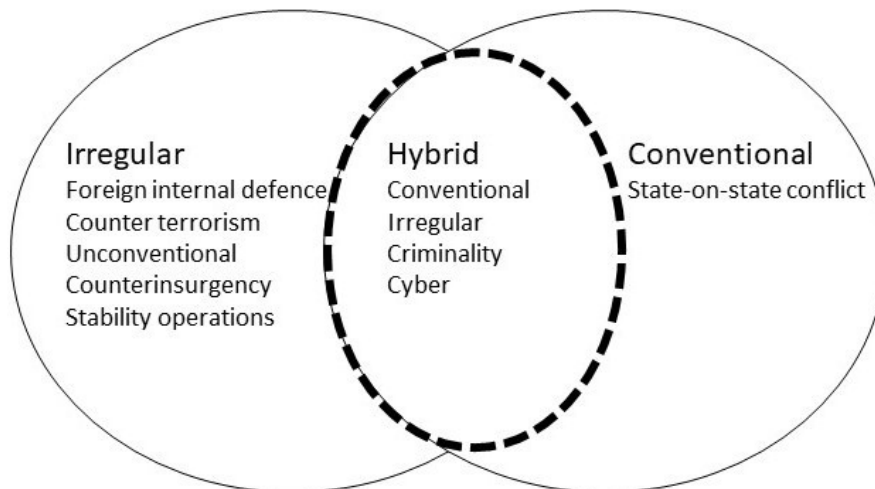 Irregular
Foreign internal defence
Counter terrorism
Unconventional
Counterinsurgency
Stability operations
Hybrid
Conventional
Irregular
Criminality
Cyber
Conventional
State-on-state conflict